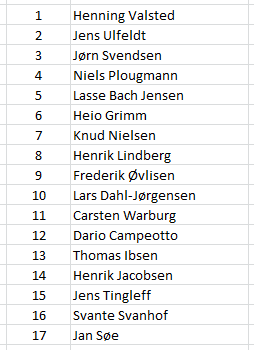 1 Henning Valsted
2 Jens Ulfeldt
3 Jørn Svendsen
4 Niels Plougmann
5 Lasse Bach Jensen
6 Heio Grimm
7 Knud Nielsen
8 Henrik Lindberg
9 Frederik Øvlisen
10 Lars Dahl-Jørgensen
11 Carsten Warburg
12 Dario Campeotto
13 Thomas Ibsen
14 Henrik Jacobsen
15 Jens Tingleff
16 Svante Svanhof
17 Jan Søe